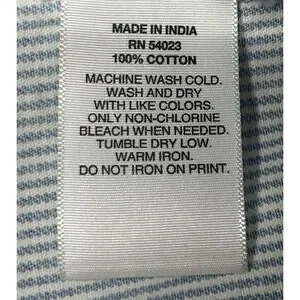 MADE IN INDIA
RN 54023
100% COTTON
MACHINE WASH COLD.
WASH AND DRY
WITH LIKE COLORS.
ONLY NON-CHLORINE
BLEACH WHEN NEEDED.
TUMBLE DRY LOW.
WARM IRON.
DO NOT IRON ON PRINT.